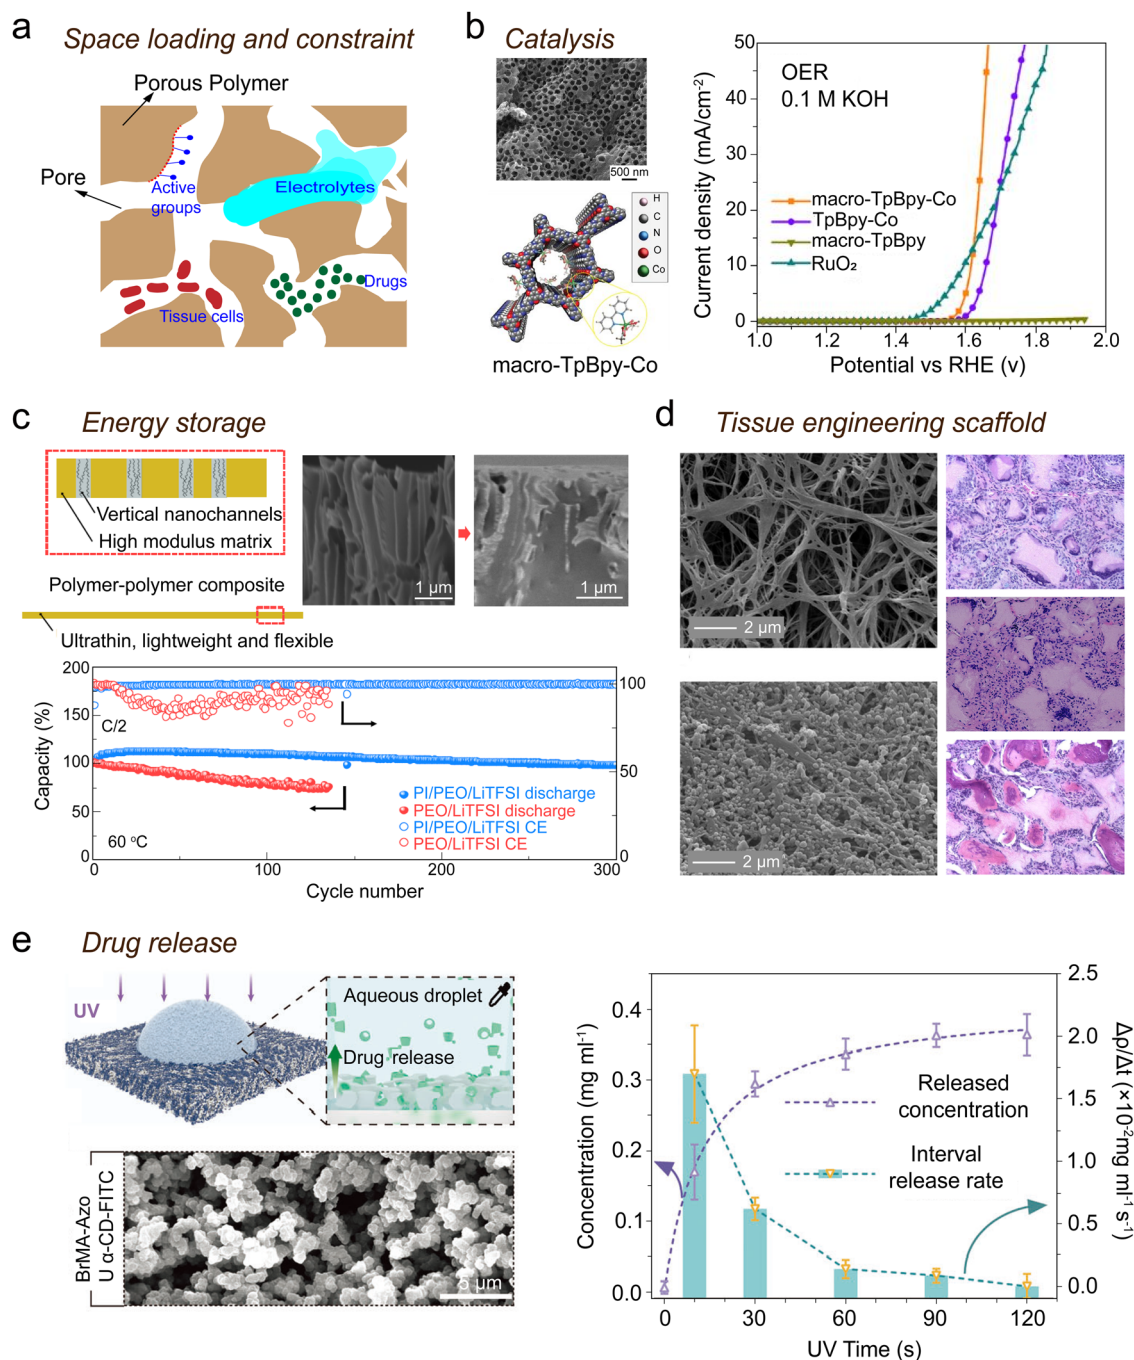 a
Space loading and constraint
Porous Polymer
Pore
Active
groups
Electrolytes
Tissue cells
Drugs
b
Catalysis
500 nm
H
C
N
O
Co
macro-TpBpy-Co
OER
0.1 M KOH
macro-TpBpy-Co
TpBpy-Co
macro-TpBpy
RuO₂
Current density (mA/cm⁻²)
50
40
30
20
10
0
1.0
1.2
1.4
1.6
1.8
2.0
Potential vs RHE (v)
c
Energy storage
Vertical nanochannels
High modulus matrix
Polymer-polymer composite
Ultrathin, lightweight and flexible
1 µm
1 µm
Capacity (%)
200
150
100
50
0
C/2
60 °C
PI/PEO/LiTFSI discharge
PEO/LiTFSI discharge
PI/PEO/LiTFSI CE
PEO/LiTFSI CE
100
50
0
0
100
200
300
Cycle number
d
Tissue engineering scaffold
2 µm
2 µm
e
Drug release
UV
Aqueous droplet
Drug release
BrMA-Azo
U α-CD-FITC
5 µm
Concentration (mg ml⁻¹)
0.4
0.3
0.2
0.1
0.0
Released
concentration
Interval
release rate
2.5
2.0
1.5
1.0
0.5
0.0
Δρ/Δt (×10⁻²mg ml⁻¹ s⁻¹)
0
30
60
90
120
UV Time (s)